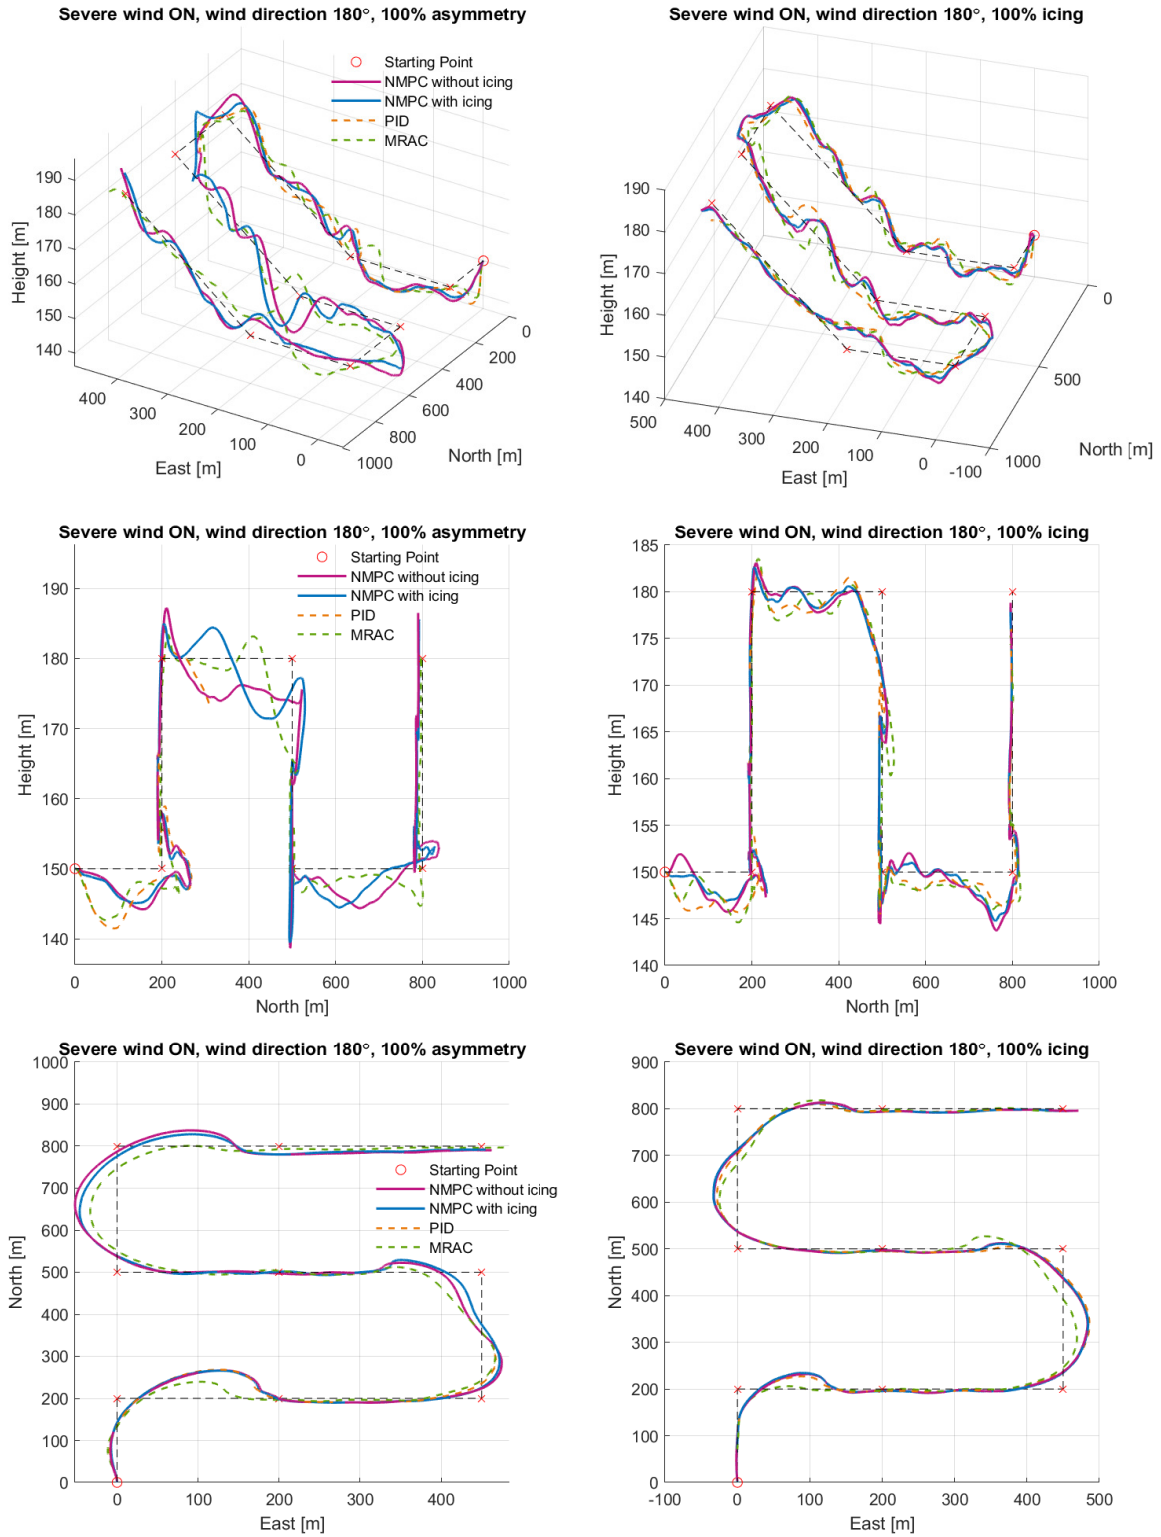 Severe wind ON, wind direction 180°, 100% asymmetry
Starting Point
NMPC without icing
NMPC with icing
PID
MRAC
Height [m]
190
180
170
160
150
140
400
300
200
100
0
East [m]
0
200
400
600
800
1000
North [m]
Severe wind ON, wind direction 180°, 100% icing
Height [m]
190
180
170
160
150
140
500
400
300
200
100
0
-100
East [m]
0
500
1000
North [m]
Severe wind ON, wind direction 180°, 100% asymmetry
Starting Point
NMPC without icing
NMPC with icing
PID
MRAC
Height [m]
190
180
170
160
150
140
0
200
400
600
800
1000
North [m]
Severe wind ON, wind direction 180°, 100% icing
Height [m]
185
180
175
170
165
160
155
150
145
140
0
200
400
600
800
1000
North [m]
Severe wind ON, wind direction 180°, 100% asymmetry
Starting Point
NMPC without icing
NMPC with icing
PID
MRAC
North [m]
1000
900
800
700
600
500
400
300
200
100
0
0
100
200
300
400
East [m]
Severe wind ON, wind direction 180°, 100% icing
North [m]
900
800
700
600
500
400
300
200
100
0
-100
0
100
200
300
400
500
East [m]